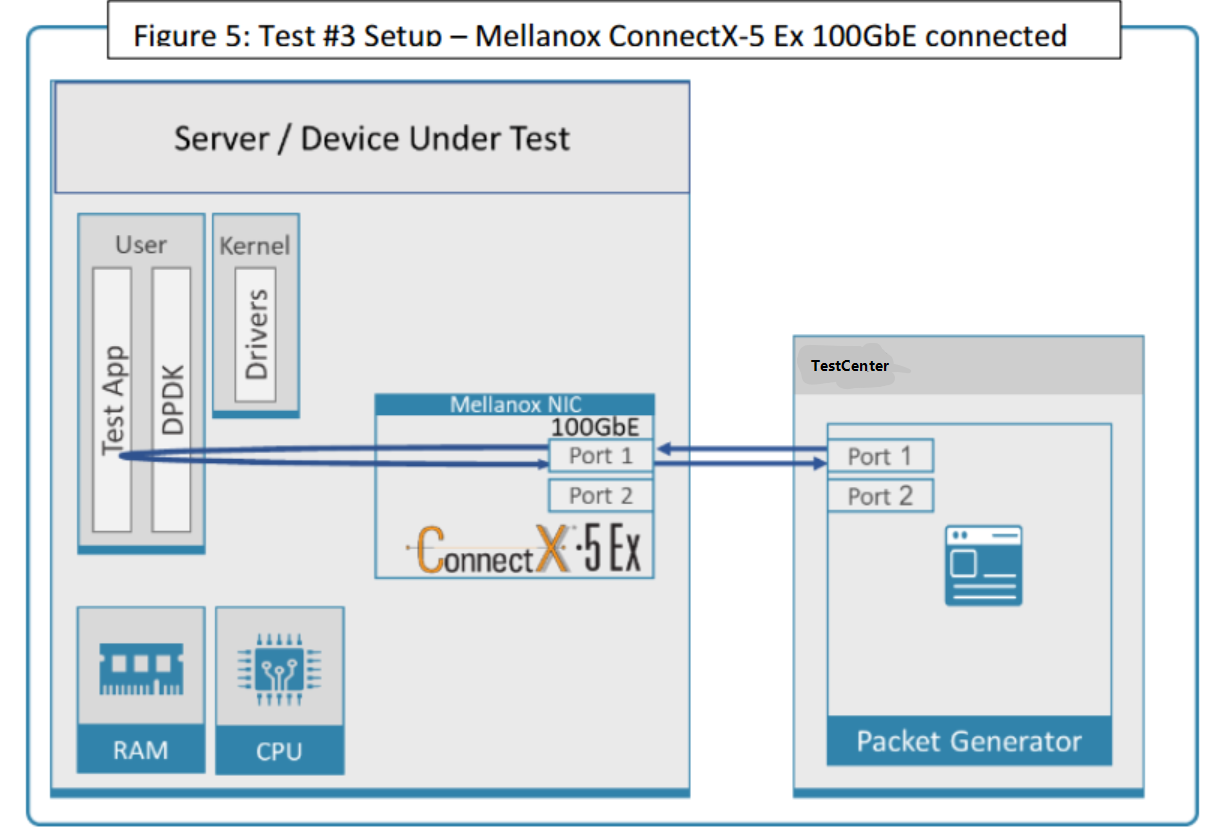 Figure 5: Test #3 Setup – Mellanox ConnectX-5 Ex 100GbE connected
Server / Device Under Test
User
Kernel
Test App
DPDK
Drivers
Mellanox NIC
100GbE
Port 1
Port 2
ConnectX·5 Ex
RAM
CPU
TestCenter
Port 1
Port 2
Packet Generator